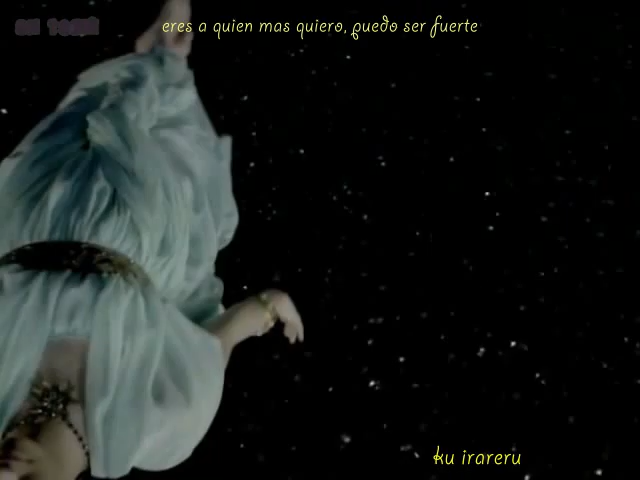 eres a quien mas quiero, puedo ser fuerte
ku irareru